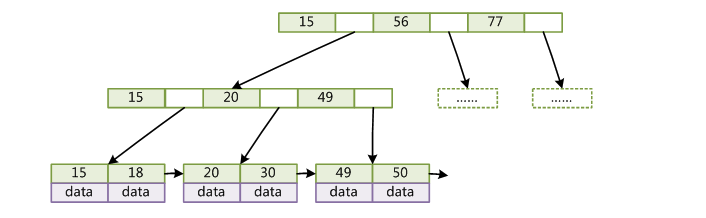 15 56 77
15 20 49
...... ......
15 18 20 30 49 50
data data data data data data